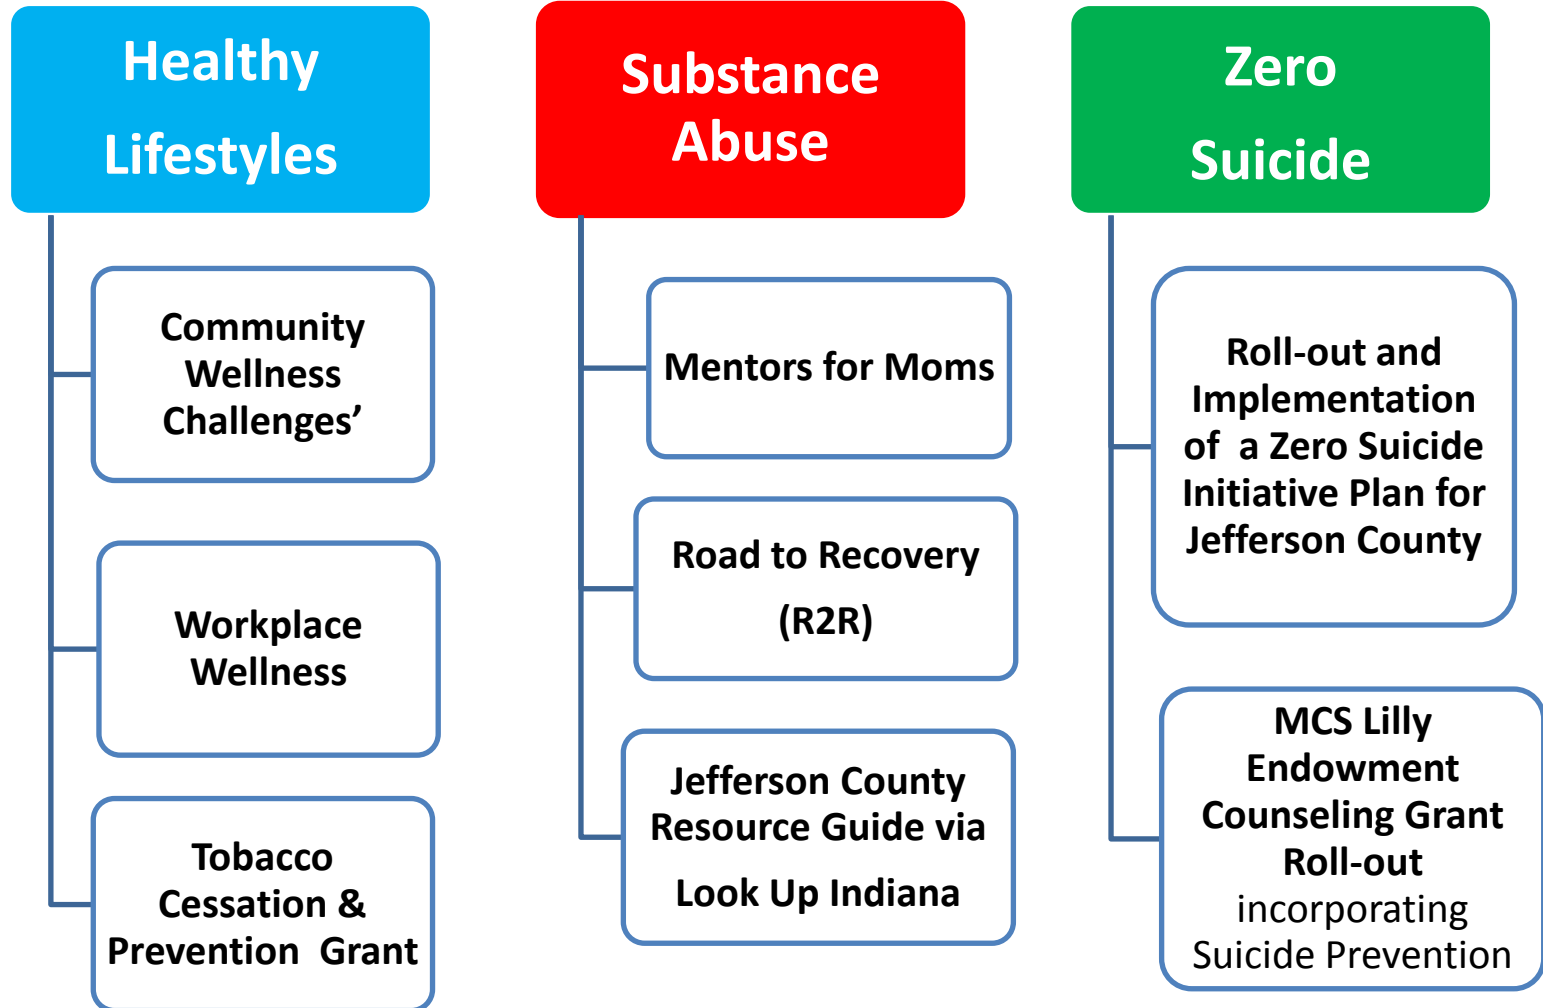 Healthy
Lifestyles
Community
Wellness
Challenges’
Workplace
Wellness
Tobacco
Cessation &
Prevention  Grant
Substance
Abuse
Mentors for Moms
Road to Recovery
(R2R)
Jefferson County
Resource Guide via
Look Up Indiana
Zero
Suicide
Roll-out and
Implementation
of  a Zero Suicide
Initiative Plan for
Jefferson County
MCS Lilly
Endowment
Counseling Grant
Roll-out
incorporating
Suicide Prevention